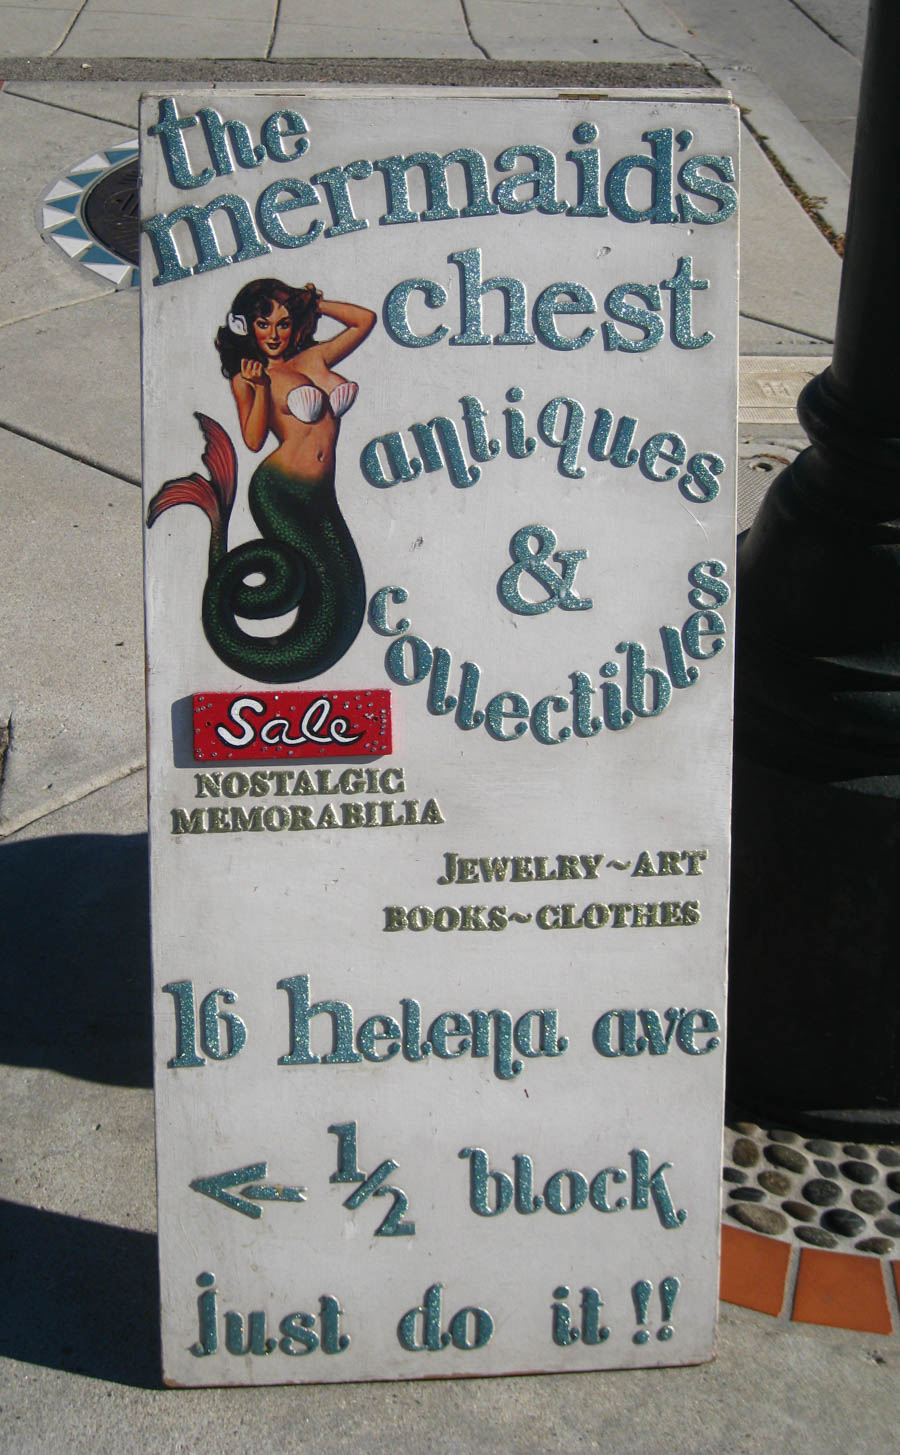 the
mermaid's
chest
antiques
&
collectibles
Sale
NOSTALGIC
MEMORABILIA
JEWELRY~ART
BOOKS~CLOTHES
16 helena ave
← 1/2 block
just do it!!